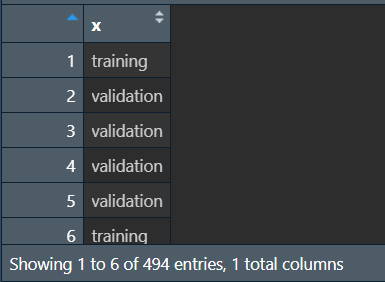 x
1 training
2 validation
3 validation
4 validation
5 validation
6 training
Showing 1 to 6 of 494 entries, 1 total columns